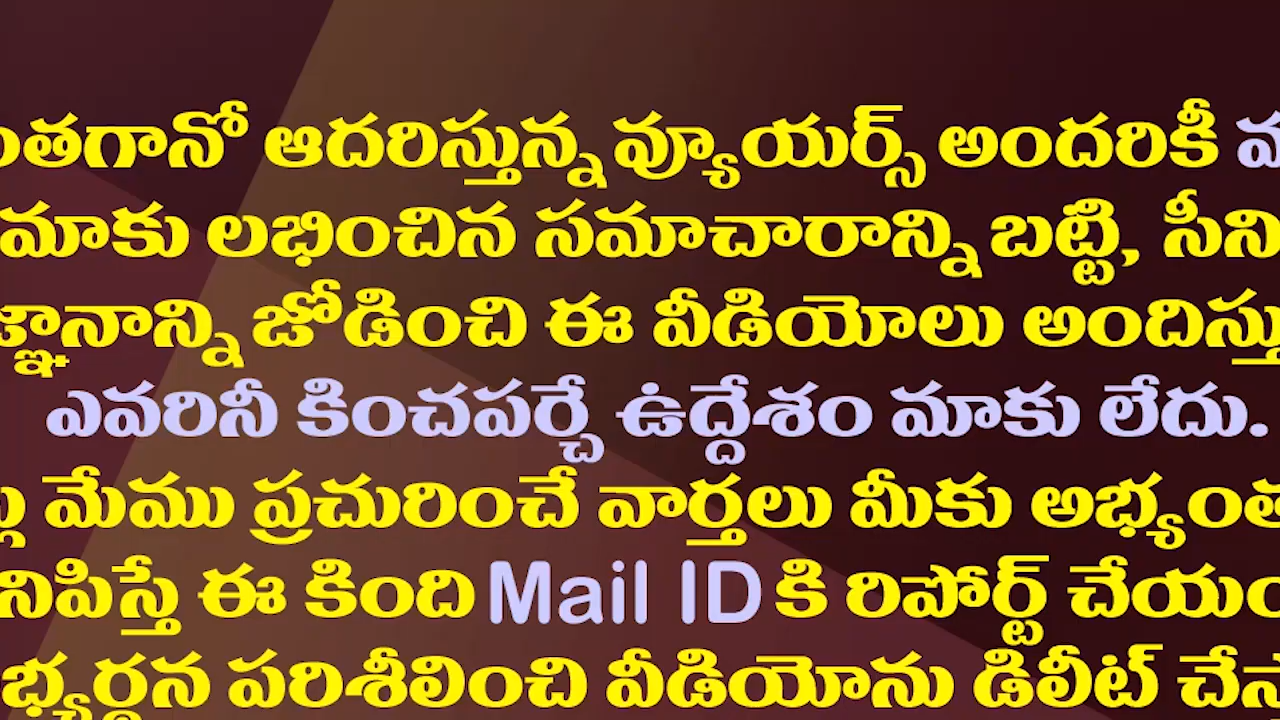 ఆదరిస్తున్న వ్యూయర్స్ అందరికీ
మాకు లభించిన సమాచారాన్ని బట్టి,
జోడించి ఈ వీడియోలు
ఎవరినీ కించపర్చే ఉద్దేశం మాకు లేదు.
మేము ప్రచురించే వార్తలు మీకు
ఈ కింది Mail ID కి రిపోర్ట్
పరిశీలించి వీడియోను డిలీట్